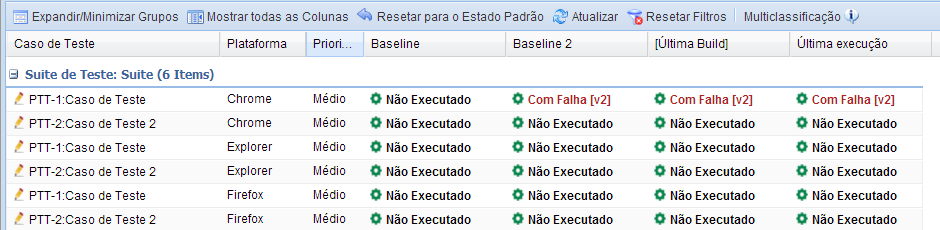 Expandir/Minimizar Grupos Mostrar todas as Colunas Resetar para o Estado Padrão Atualizar Resetar Filtros Multiclassificação
Caso de Teste Plataforma Priori... Baseline Baseline 2 [Última Build] Última execução
Suite de Teste: Suite (6 Items)
PTT-1:Caso de Teste Chrome Médio Não Executado Com Falha [v2] Com Falha [v2] Com Falha [v2]
PTT-2:Caso de Teste 2 Chrome Médio Não Executado Não Executado Não Executado Não Executado
PTT-1:Caso de Teste Explorer Médio Não Executado Não Executado Não Executado Não Executado
PTT-2:Caso de Teste 2 Explorer Médio Não Executado Não Executado Não Executado Não Executado
PTT-1:Caso de Teste Firefox Médio Não Executado Não Executado Não Executado Não Executado
PTT-2:Caso de Teste 2 Firefox Médio Não Executado Não Executado Não Executado Não Executado